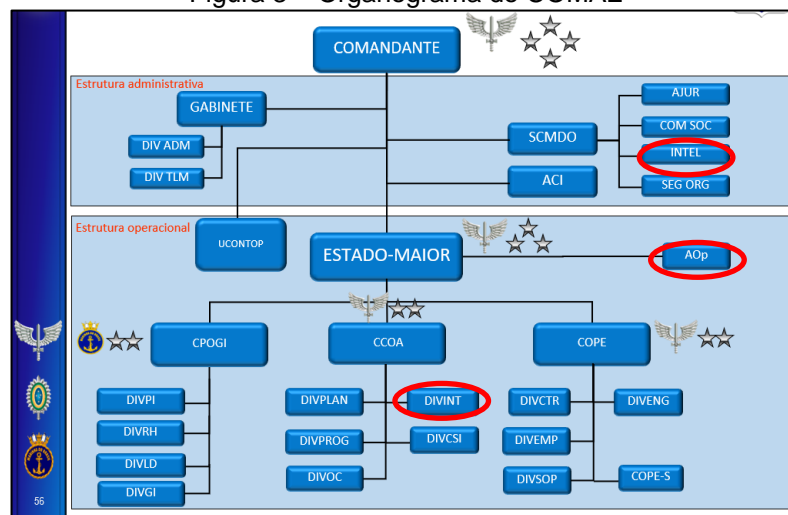 Figura 8 – Organograma do COMAE
COMANDANTE
Estrutura administrativa
GABINETE
AJUR
DIV ADM
SCMDO
COM SOC
INTEL
DIV TLM
ACI
SEG ORG
Estrutura operacional
UCONTOP
ESTADO-MAIOR
AOp
CPOGI
CCOA
COPE
DIVPI
DIVPLAN
DIVINT
DIVCTR
DIVENG
DIVRH
DIVPROG
DIVCSI
DIVEMP
DIVLD
DIVOC
DIVSOP
COPE-S
DIVGI
56